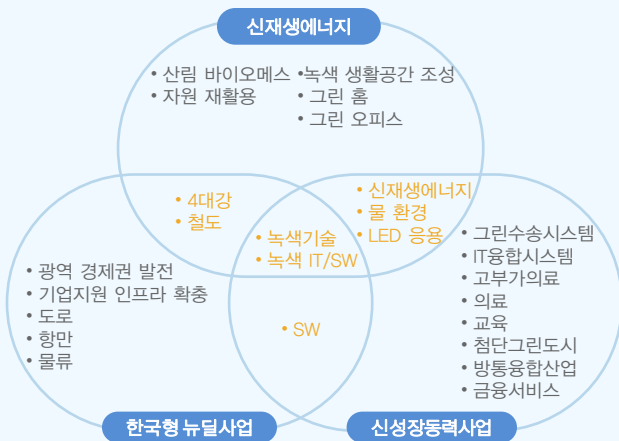 신재생에너지
• 산림 바이오메스
• 자원 재활용
•녹색 생활공간 조성
• 그린 홈
• 그린 오피스
• 4대강
• 철도
• 신재생에너지
• 물 환경
• LED 응용
• 녹색기술
• 녹색 IT/SW
• 광역 경제권 발전
• 기업지원 인프라 확충
• 도로
• 항만
• 물류
• SW
• 그린수송시스템
• IT융합시스템
• 고부가의료
• 의료
• 교육
• 첨단그린도시
• 방통융합산업
• 금융서비스
한국형 뉴딜사업
신성장동력사업